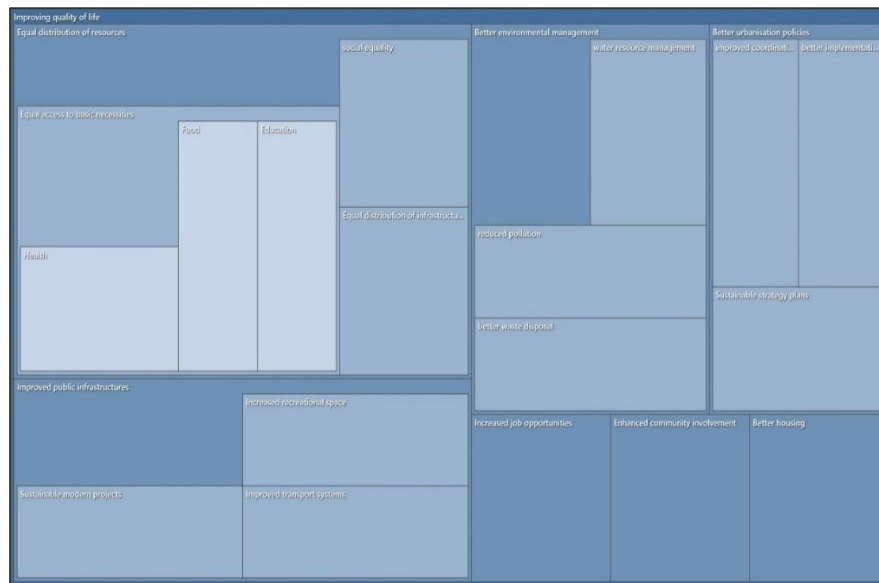 Improving quality of life
Equal distribution of resources
social equality
Equal access to basic necessities
Food
Education
Health
Equal distribution of infrastructu...
Better environmental management
water resource management
reduced pollution
better waste disposal
Better urbanisation policies
improved coordinati...
better implementati...
Sustainable strategy plans
Improved public infrastructures
Increased recreational space
Sustainable modern projects
Improved transport systems
Increased job opportunities
Enhanced community involvement
Better housing